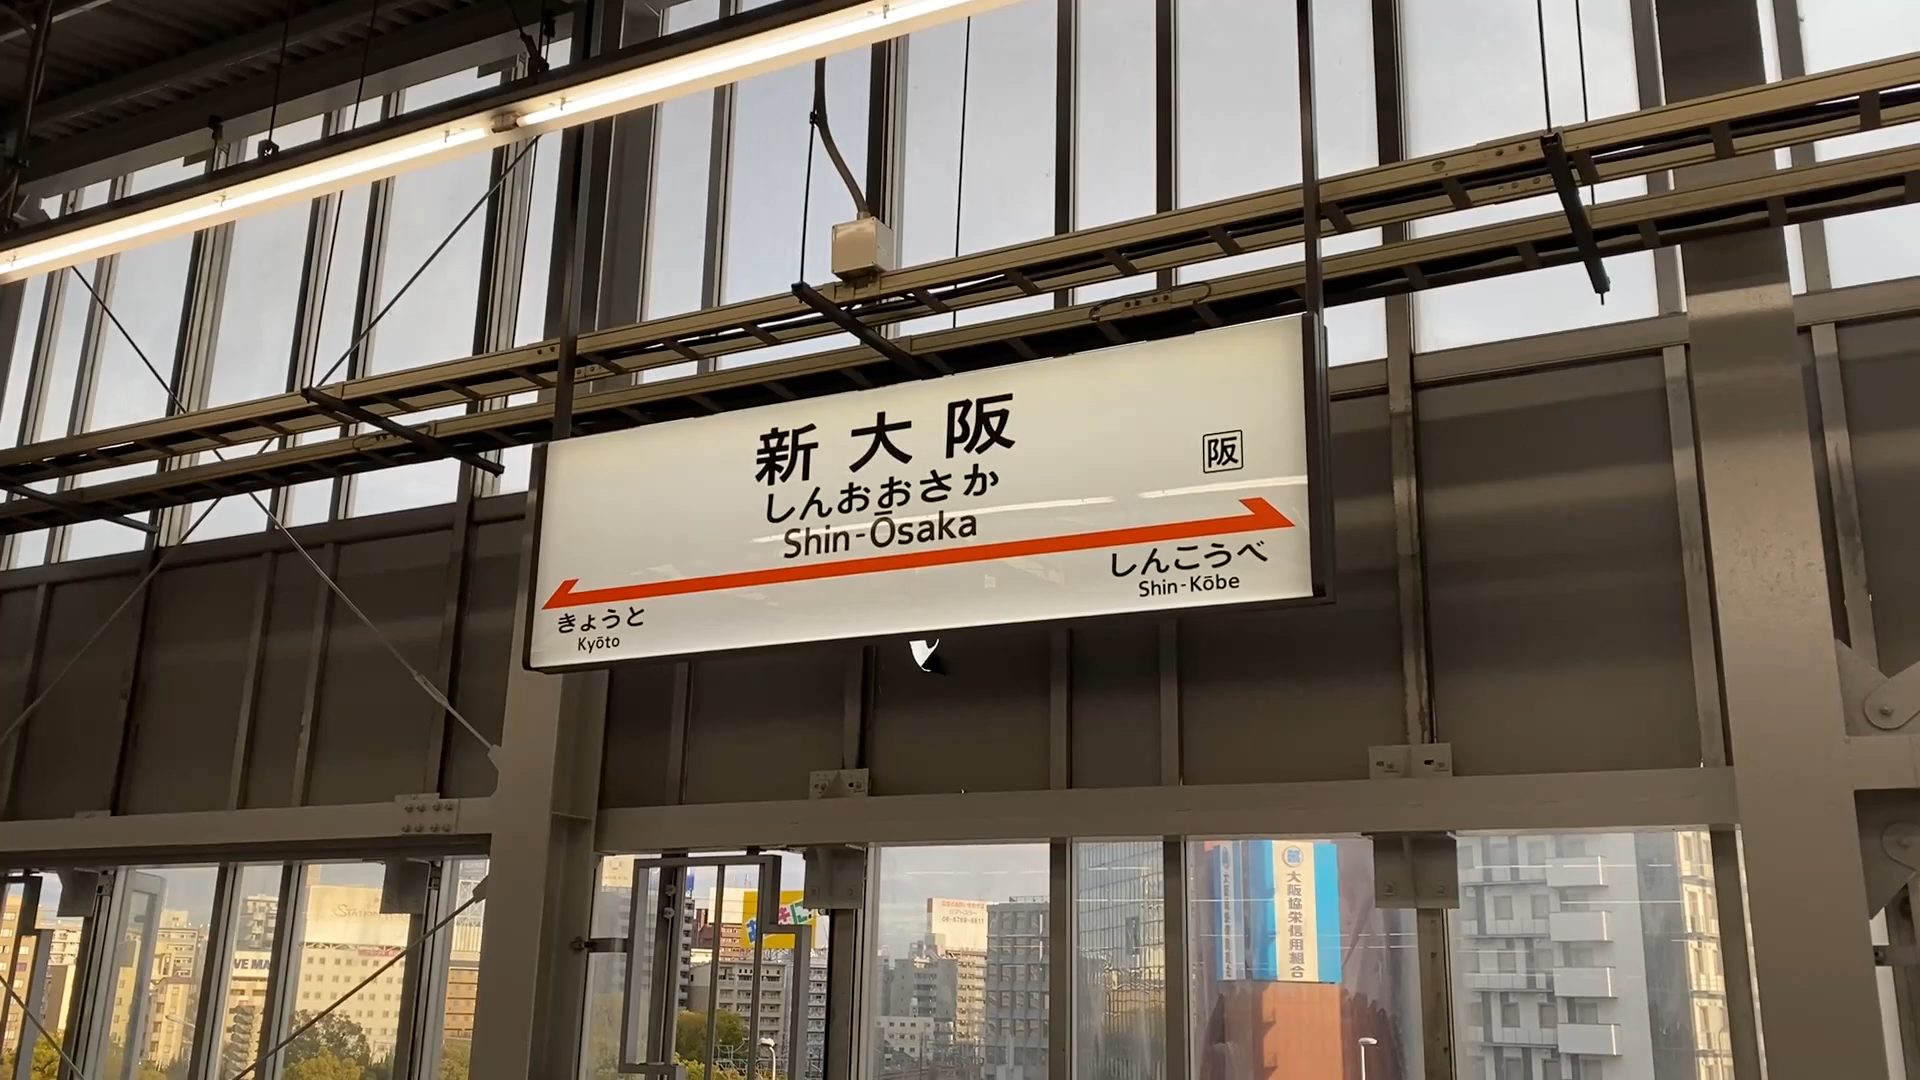 新大阪
しんおおさか
Shin-Ōsaka
阪
きょうと
Kyōto
しんこうべ
Shin-Kōbe
大阪協栄信用組合